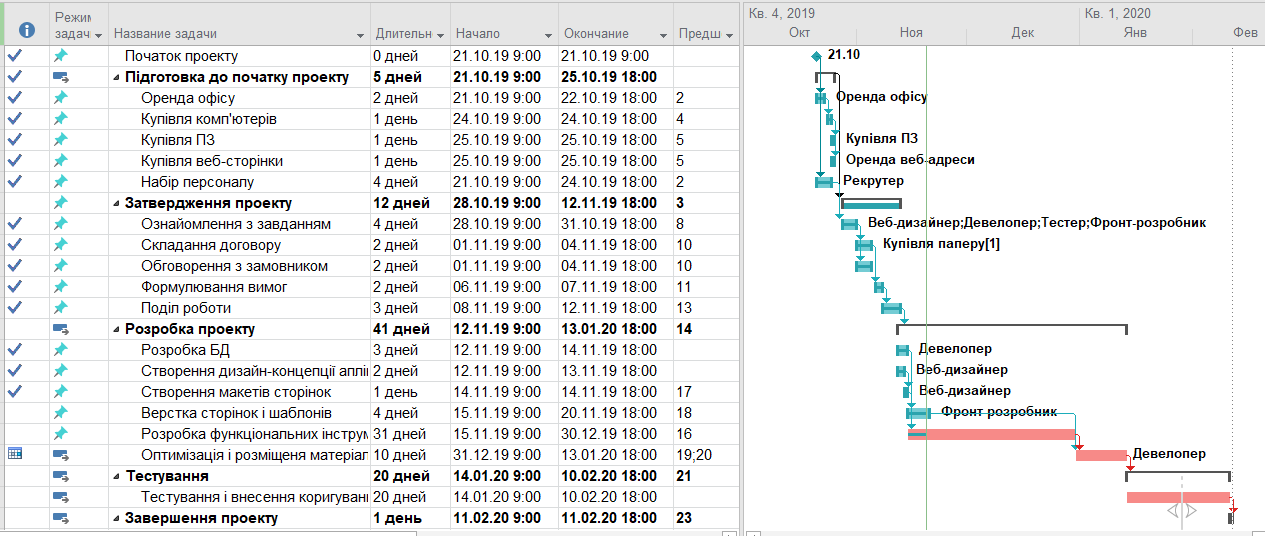 Кв. 4, 2019 Кв. 1, 2020
Режим задачи Название задачи Длительн Начало Окончание Предш Окт Ноя Дек Янв Фев
Початок проекту 0 дней 21.10.19 9:00 21.10.19 9:00 21.10
Підготовка до початку проекту 5 дней 21.10.19 9:00 25.10.19 18:00
Оренда офісу 2 дней 21.10.19 9:00 22.10.19 18:00 2 Оренда офісу
Купівля комп'ютерів 1 день 24.10.19 9:00 24.10.19 18:00 4
Купівля ПЗ 1 день 25.10.19 9:00 25.10.19 18:00 5 Купівля ПЗ
Купівля веб-сторінки 1 день 25.10.19 9:00 25.10.19 18:00 5 Оренда веб-адреси
Набір персоналу 4 дней 21.10.19 9:00 24.10.19 18:00 2 Рекрутер
Затвердження проекту 12 дней 28.10.19 9:00 12.11.19 18:00 3
Ознайомлення з завданням 4 дней 28.10.19 9:00 31.10.19 18:00 8 Веб-дизайнер;Девелопер;Тестер;Фронт-розробник
Складання договору 2 дней 01.11.19 9:00 04.11.19 18:00 10 Купівля паперу[1]
Обговорення з замовником 2 дней 01.11.19 9:00 04.11.19 18:00 10
Формулювання вимог 2 дней 06.11.19 9:00 07.11.19 18:00 11
Поділ роботи 3 дней 08.11.19 9:00 12.11.19 18:00 13
Розробка проекту 41 дней 12.11.19 9:00 13.01.20 18:00 14
Розробка БД 3 дней 12.11.19 9:00 14.11.19 18:00 Девелопер
Створення дизайн-концепції аплі 2 дней 12.11.19 9:00 13.11.19 18:00 Веб-дизайнер
Створення макетів сторінок 1 день 14.11.19 9:00 14.11.19 18:00 17 Веб-дизайнер
Верстка сторінок і шаблонів 4 дней 15.11.19 9:00 20.11.19 18:00 18 Фронт розробник
Розробка функціональних інструм 31 дней 15.11.19 9:00 30.12.19 18:00 16
Оптимізація і розміщеня матеріал 10 дней 31.12.19 9:00 13.01.20 18:00 19;20 Девелопер
Тестування 20 дней 14.01.20 9:00 10.02.20 18:00 21
Тестування і внесення коригуван 20 дней 14.01.20 9:00 10.02.20 18:00
Завершення проекту 1 день 11.02.20 9:00 11.02.20 18:00 23